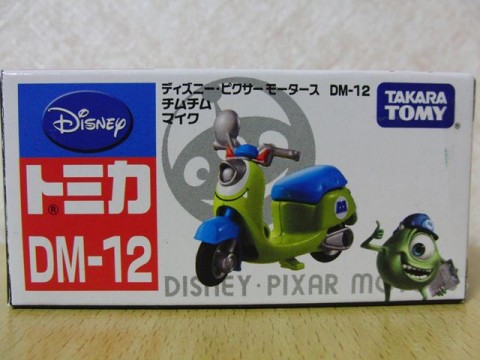 Disney
トミカ®
DM-12
ディズニー・ピクサー モータース DM-12
チムチム
マイク
TAKARA
TOMY
DISNEY・PIXAR MO